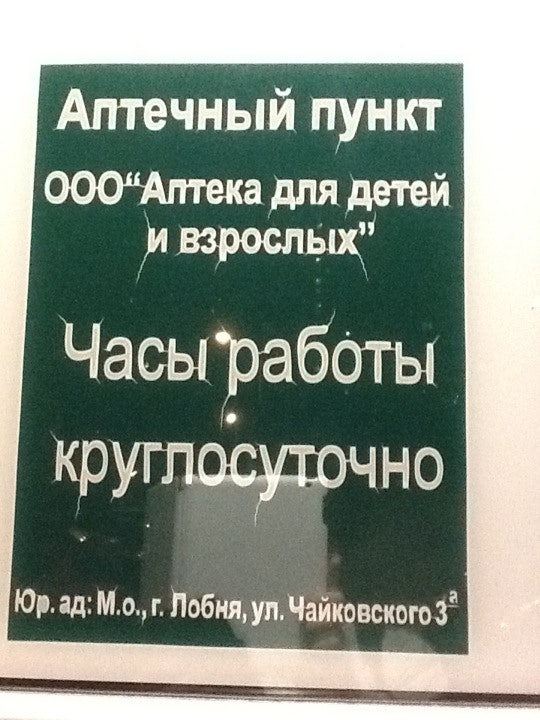 Аптечный пункт
ООО“Аптека для детей
и взрослых”
Часы работы
круглосуточно
Юр. ад: М.о., г. Лобня, ул. Чайковского 3а